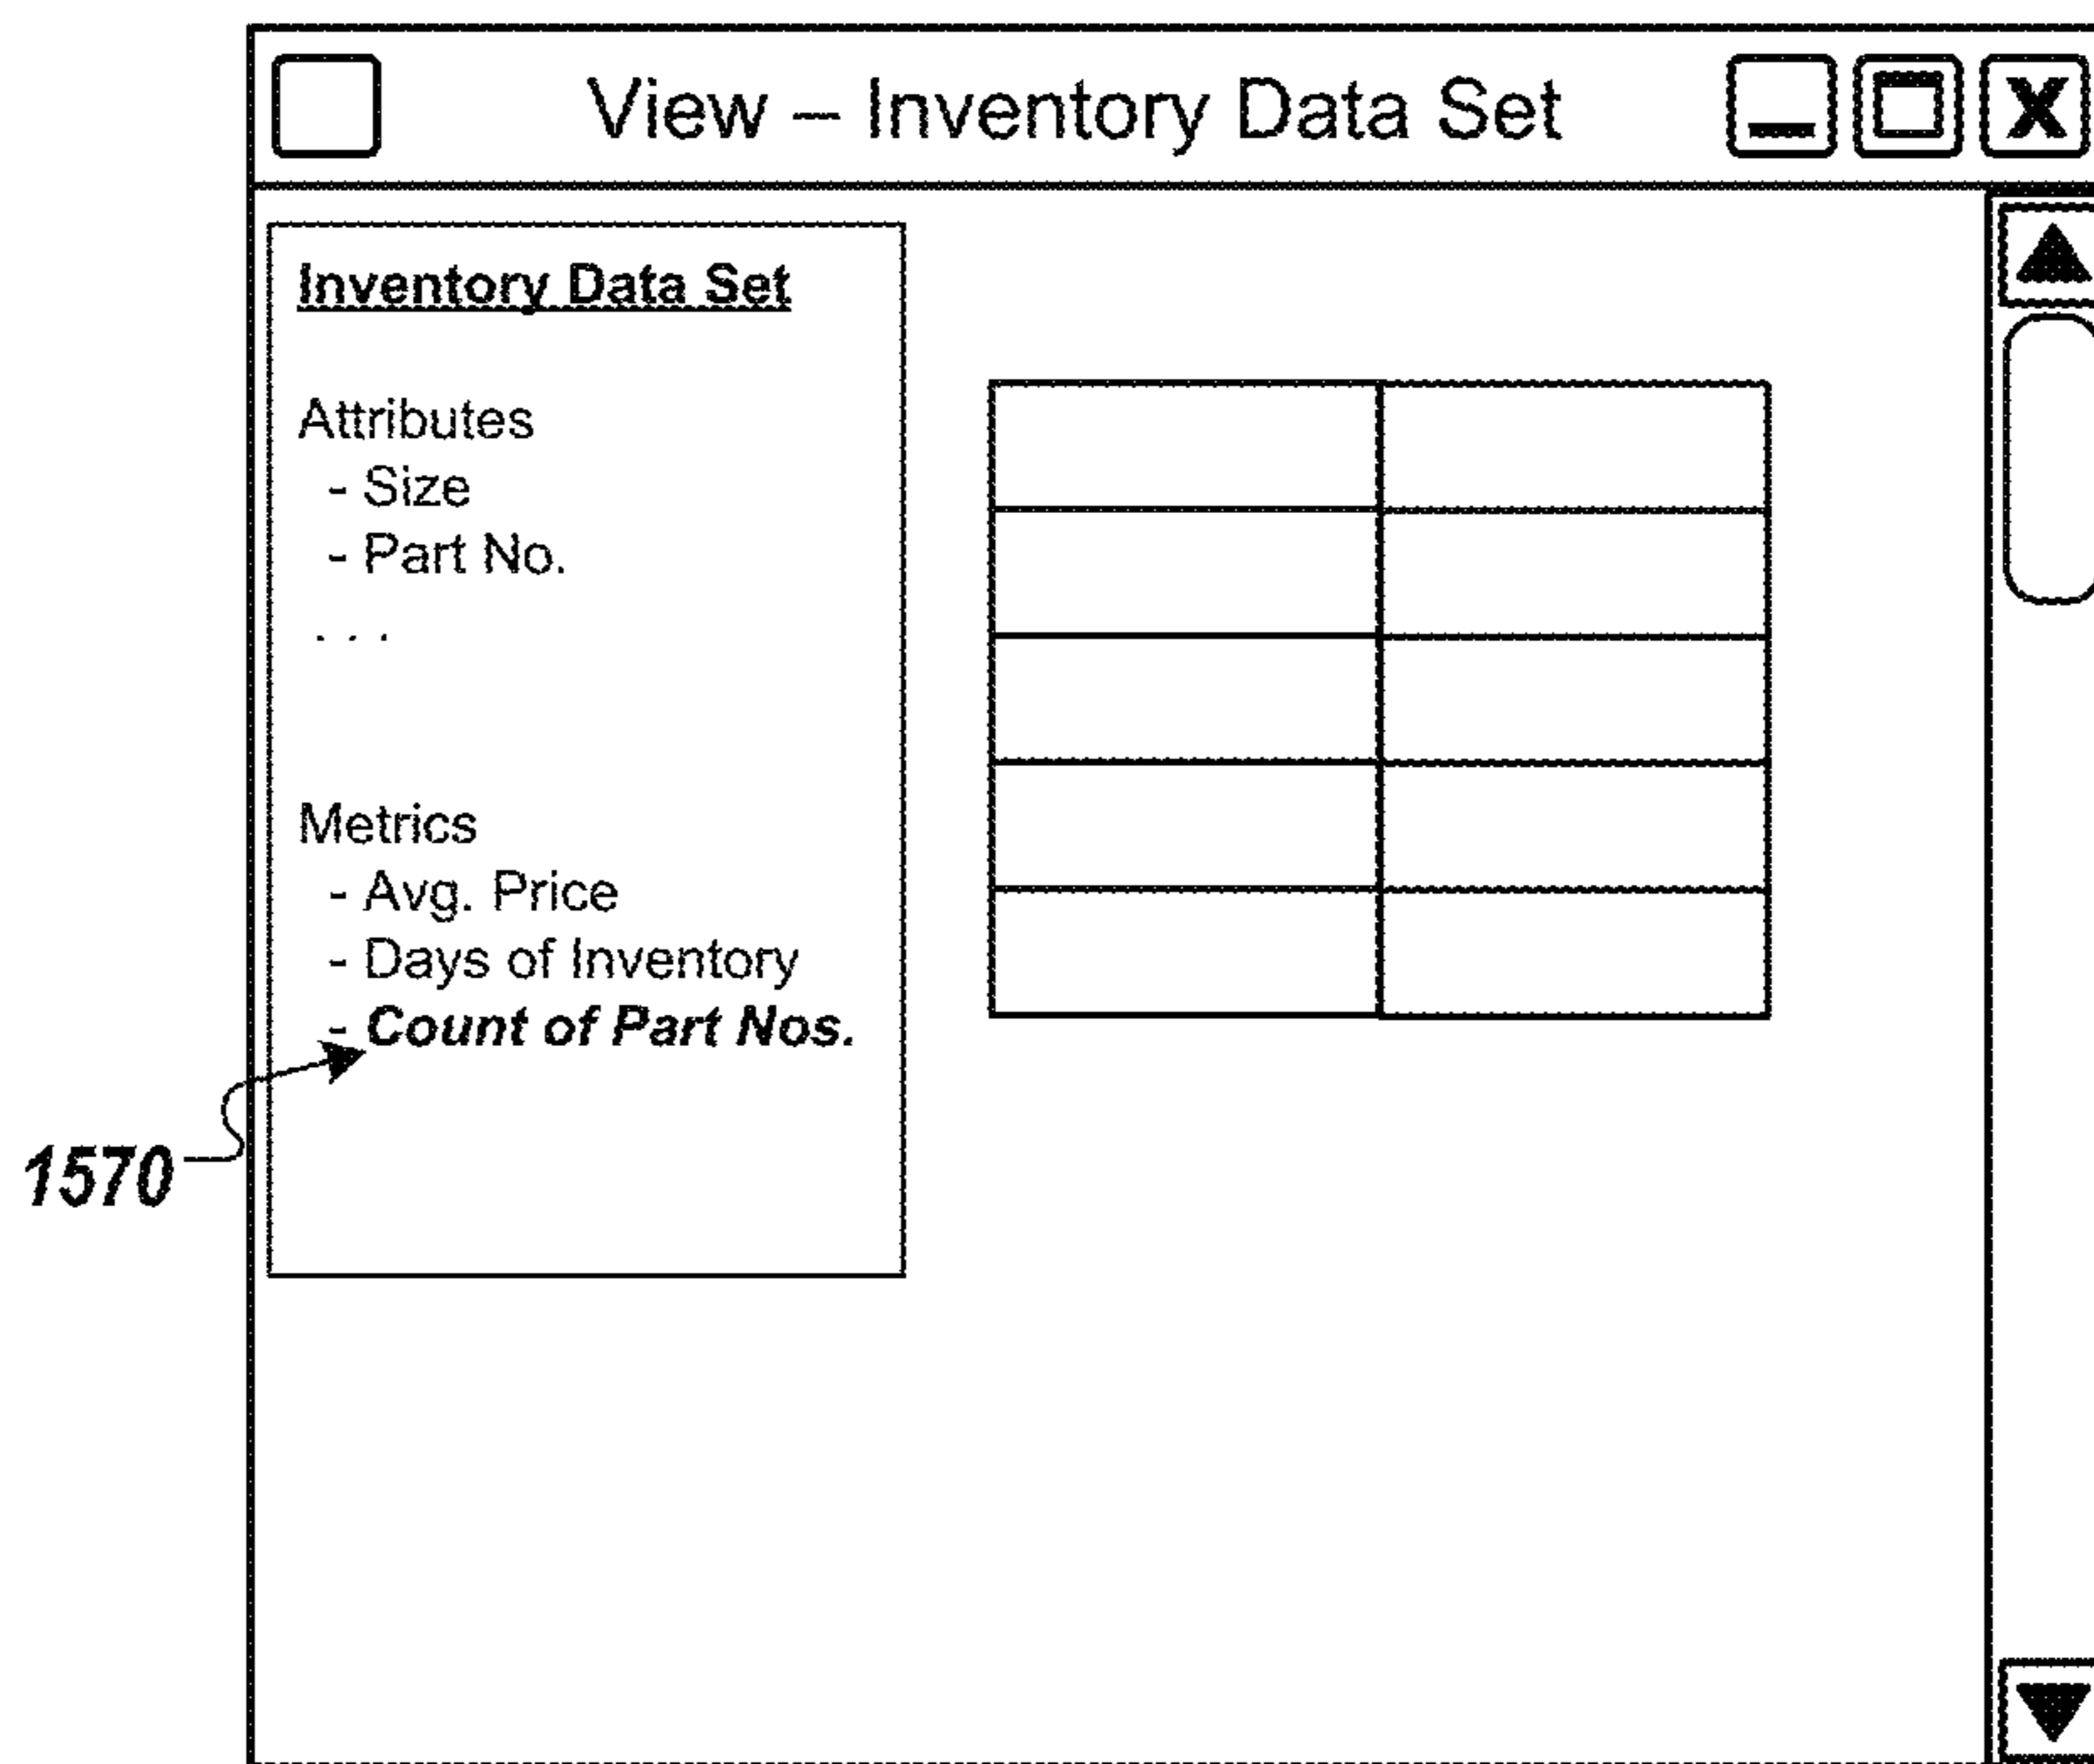 View – Inventory Data Set
X
Inventory Data Set
Attributes
- Size
- Part No.
. . .
Metrics
- Avg. Price
- Days of Inventory
- Count of Part Nos.
1570